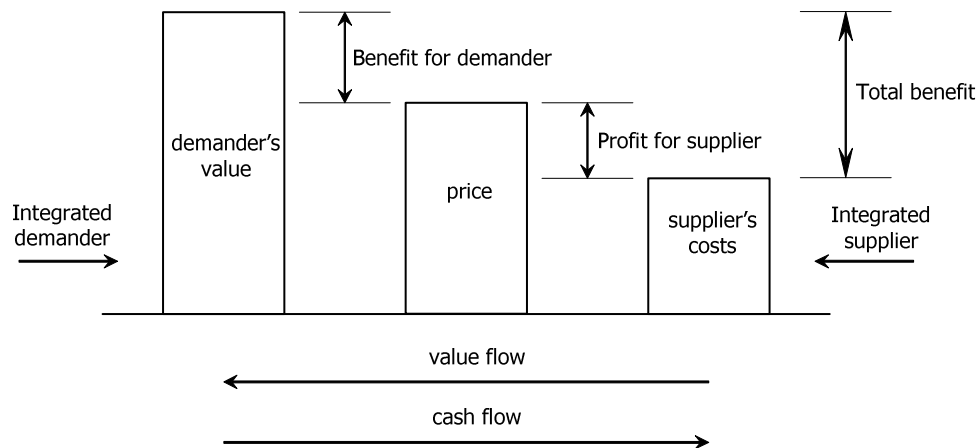 Benefit for demander
Total benefit
demander’s
value
Profit for supplier
price
Integrated
demander
supplier’s
costs
Integrated
supplier
value flow
cash flow